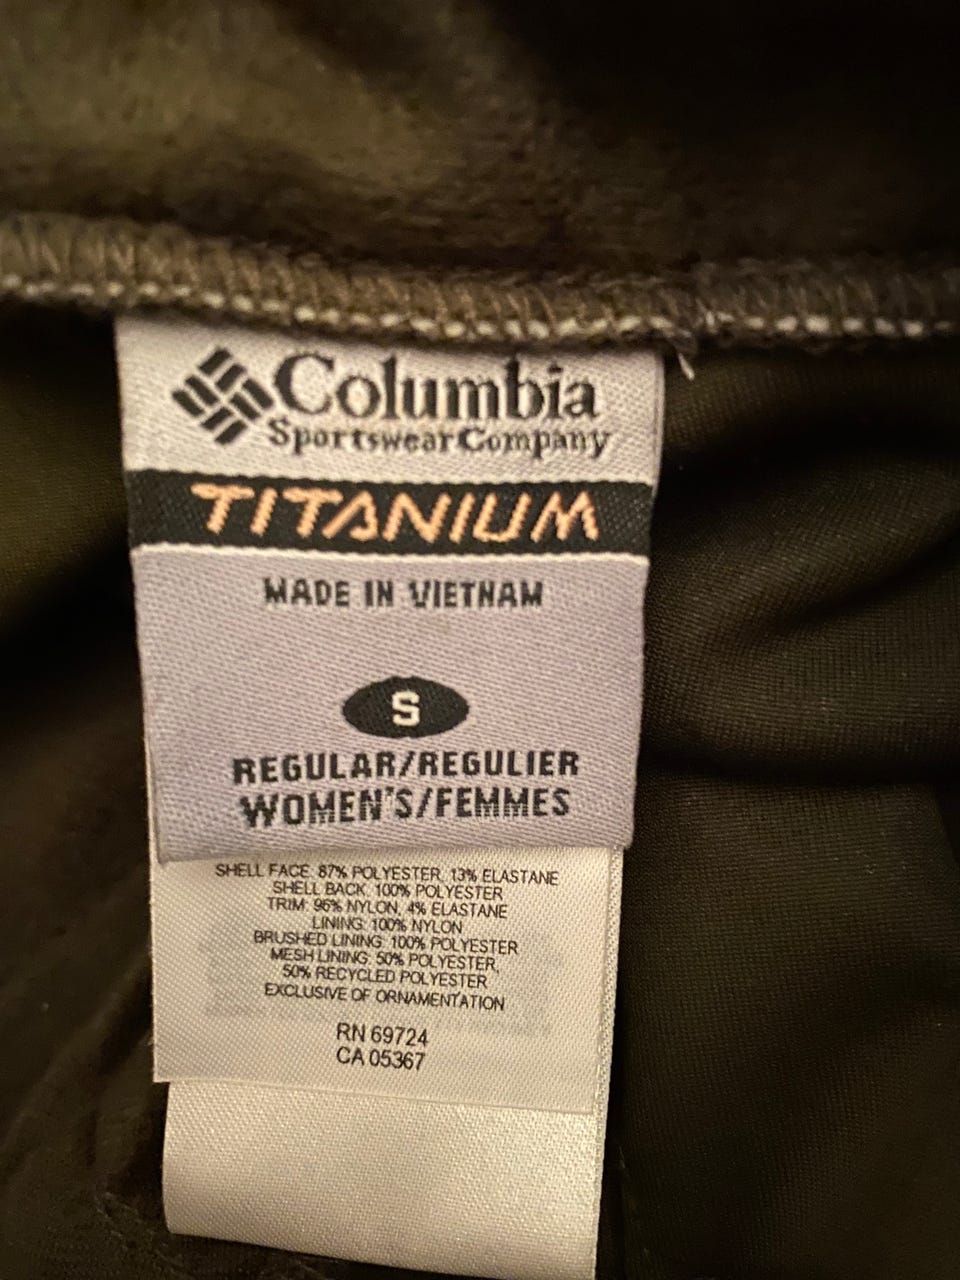 Columbia
Sportswear Company
TITANIUM
MADE IN VIETNAM
S
REGULAR/REGULIER
WOMEN'S/FEMMES
SHELL FACE: 87% POLYESTER, 13% ELASTANE
SHELL BACK: 100% POLYESTER
TRIM: 96% NYLON, 4% ELASTANE
LINING: 100% NYLON
BRUSHED LINING: 100% POLYESTER
MESH LINING: 50% POLYESTER,
50% RECYCLED POLYESTER
EXCLUSIVE OF ORNAMENTATION
RN 69724
CA 05367